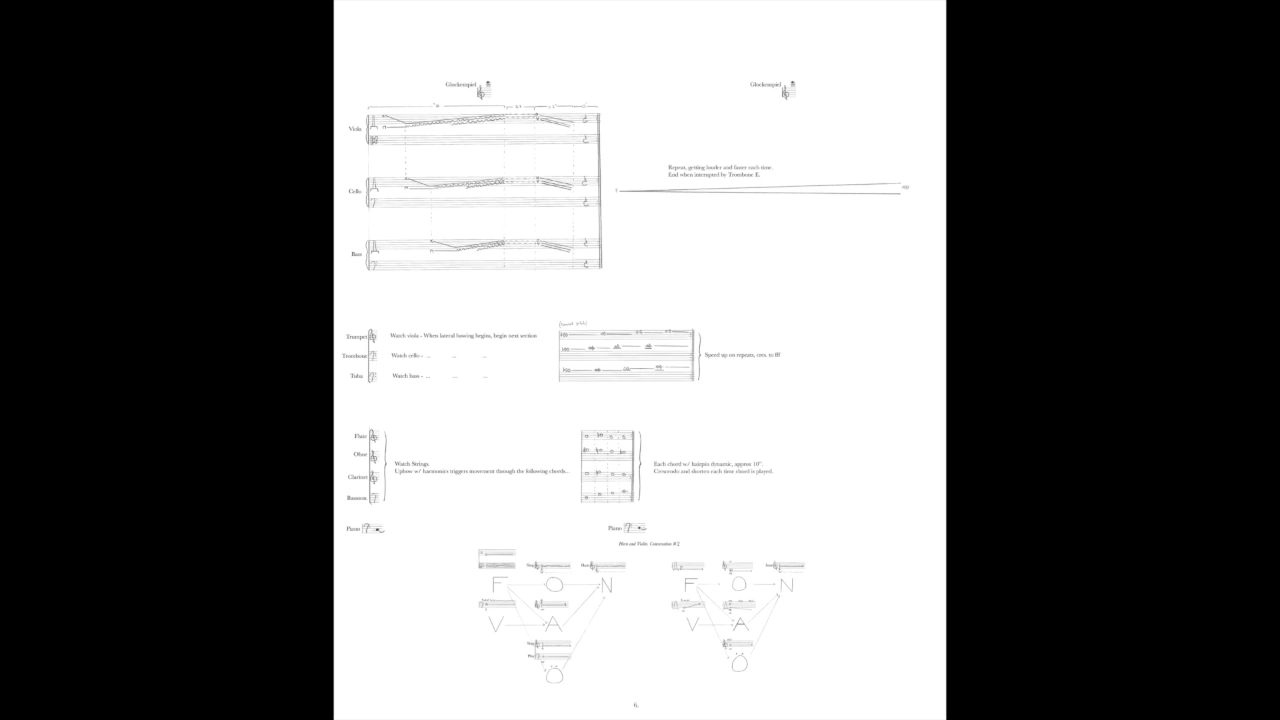 Glockenspiel
Glockenspiel
Viola
Cello
Bass
Repeat, getting louder and faster each time.
End when interrupted by Trombone E.
Trumpet
Watch viola - When lateral bowing begins, begin next section
Trombone
Watch cello - ... ... ...
Tuba
Watch bass - ... ... ...
Speed up on repeats, cres. to fff
Flute
Oboe
Clarinet
Bassoon
Watch Strings.
Upbow w/ harmonics triggers movement through the following chords...
Each chord w/ hairpin dynamic, approx 10".
Crescendo and shorten each time chord is played.
Piano
Piano
Horn and Violin, Conversation #2
F O N
V A
O
F O N
V A
O
6.